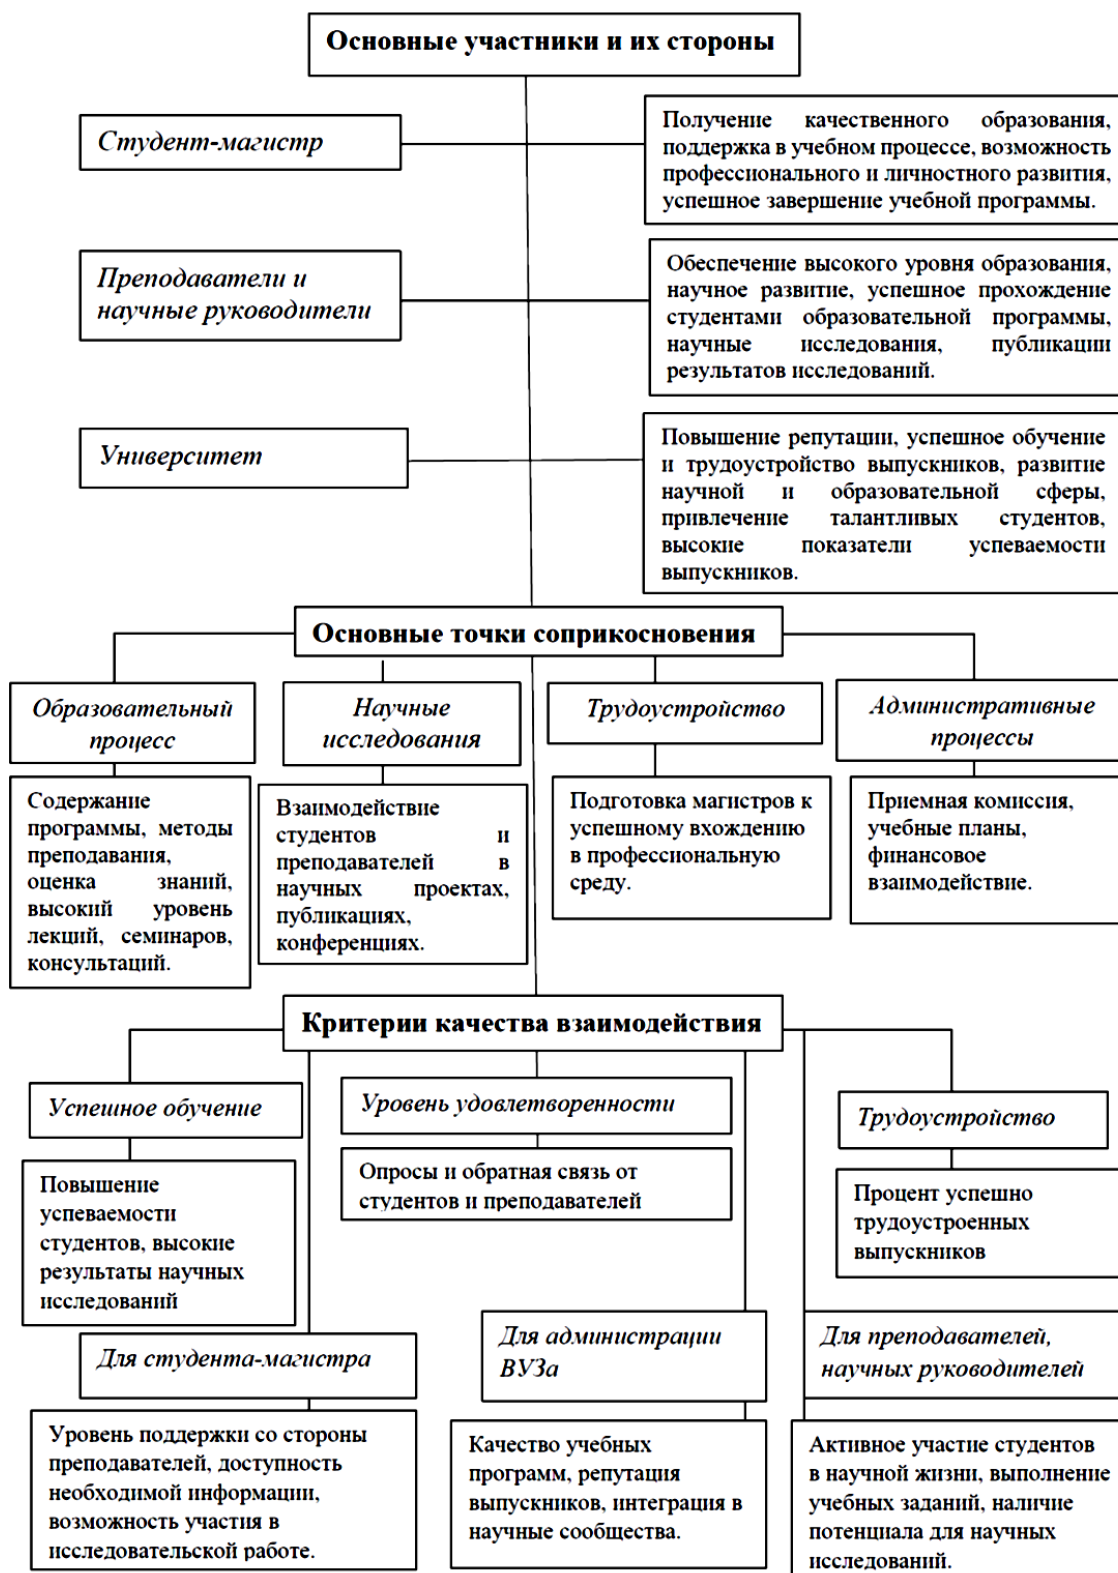 Основные участники и их стороны
Студент-магистр
Получение качественного образования,
поддержка в учебном процессе, возможность
профессионального и личностного развития,
успешное завершение учебной программы.
Преподаватели и
научные руководители
Обеспечение высокого уровня образования,
научное развитие, успешное прохождение
студентами образовательной программы,
научные исследования, публикации
результатов исследований.
Университет
Повышение репутации, успешное обучение
и трудоустройство выпускников, развитие
научной и образовательной сферы,
привлечение талантливых студентов,
высокие показатели успеваемости
выпускников.
Основные точки соприкосновения
Образовательный
процесс
Содержание
программы, методы
преподавания,
оценка знаний,
высокий уровень
лекций, семинаров,
консультаций.
Научные
исследования
Взаимодействие
студентов и
преподавателей в
научных проектах,
публикациях,
конференциях.
Трудоустройство
Подготовка магистров к
успешному вхождению
в профессиональную
среду.
Административные
процессы
Приемная комиссия,
учебные планы,
финансовое
взаимодействие.
Критерии качества взаимодействия
Успешное обучение
Повышение
успеваемости
студентов, высокие
результаты научных
исследований
Уровень удовлетворенности
Опросы и обратная связь от
студентов и преподавателей
Трудоустройство
Процент успешно
трудоустроенных
выпускников
Для студента-магистра
Уровень поддержки со стороны
преподавателей, доступность
необходимой информации,
возможность участия в
исследовательской работе.
Для администрации
ВУЗа
Качество учебных
программ, репутация
выпускников, интеграция в
научные сообщества.
Для преподавателей,
научных руководителей
Активное участие студентов
в научной жизни, выполнение
учебных заданий, наличие
потенциала для научных
исследований.